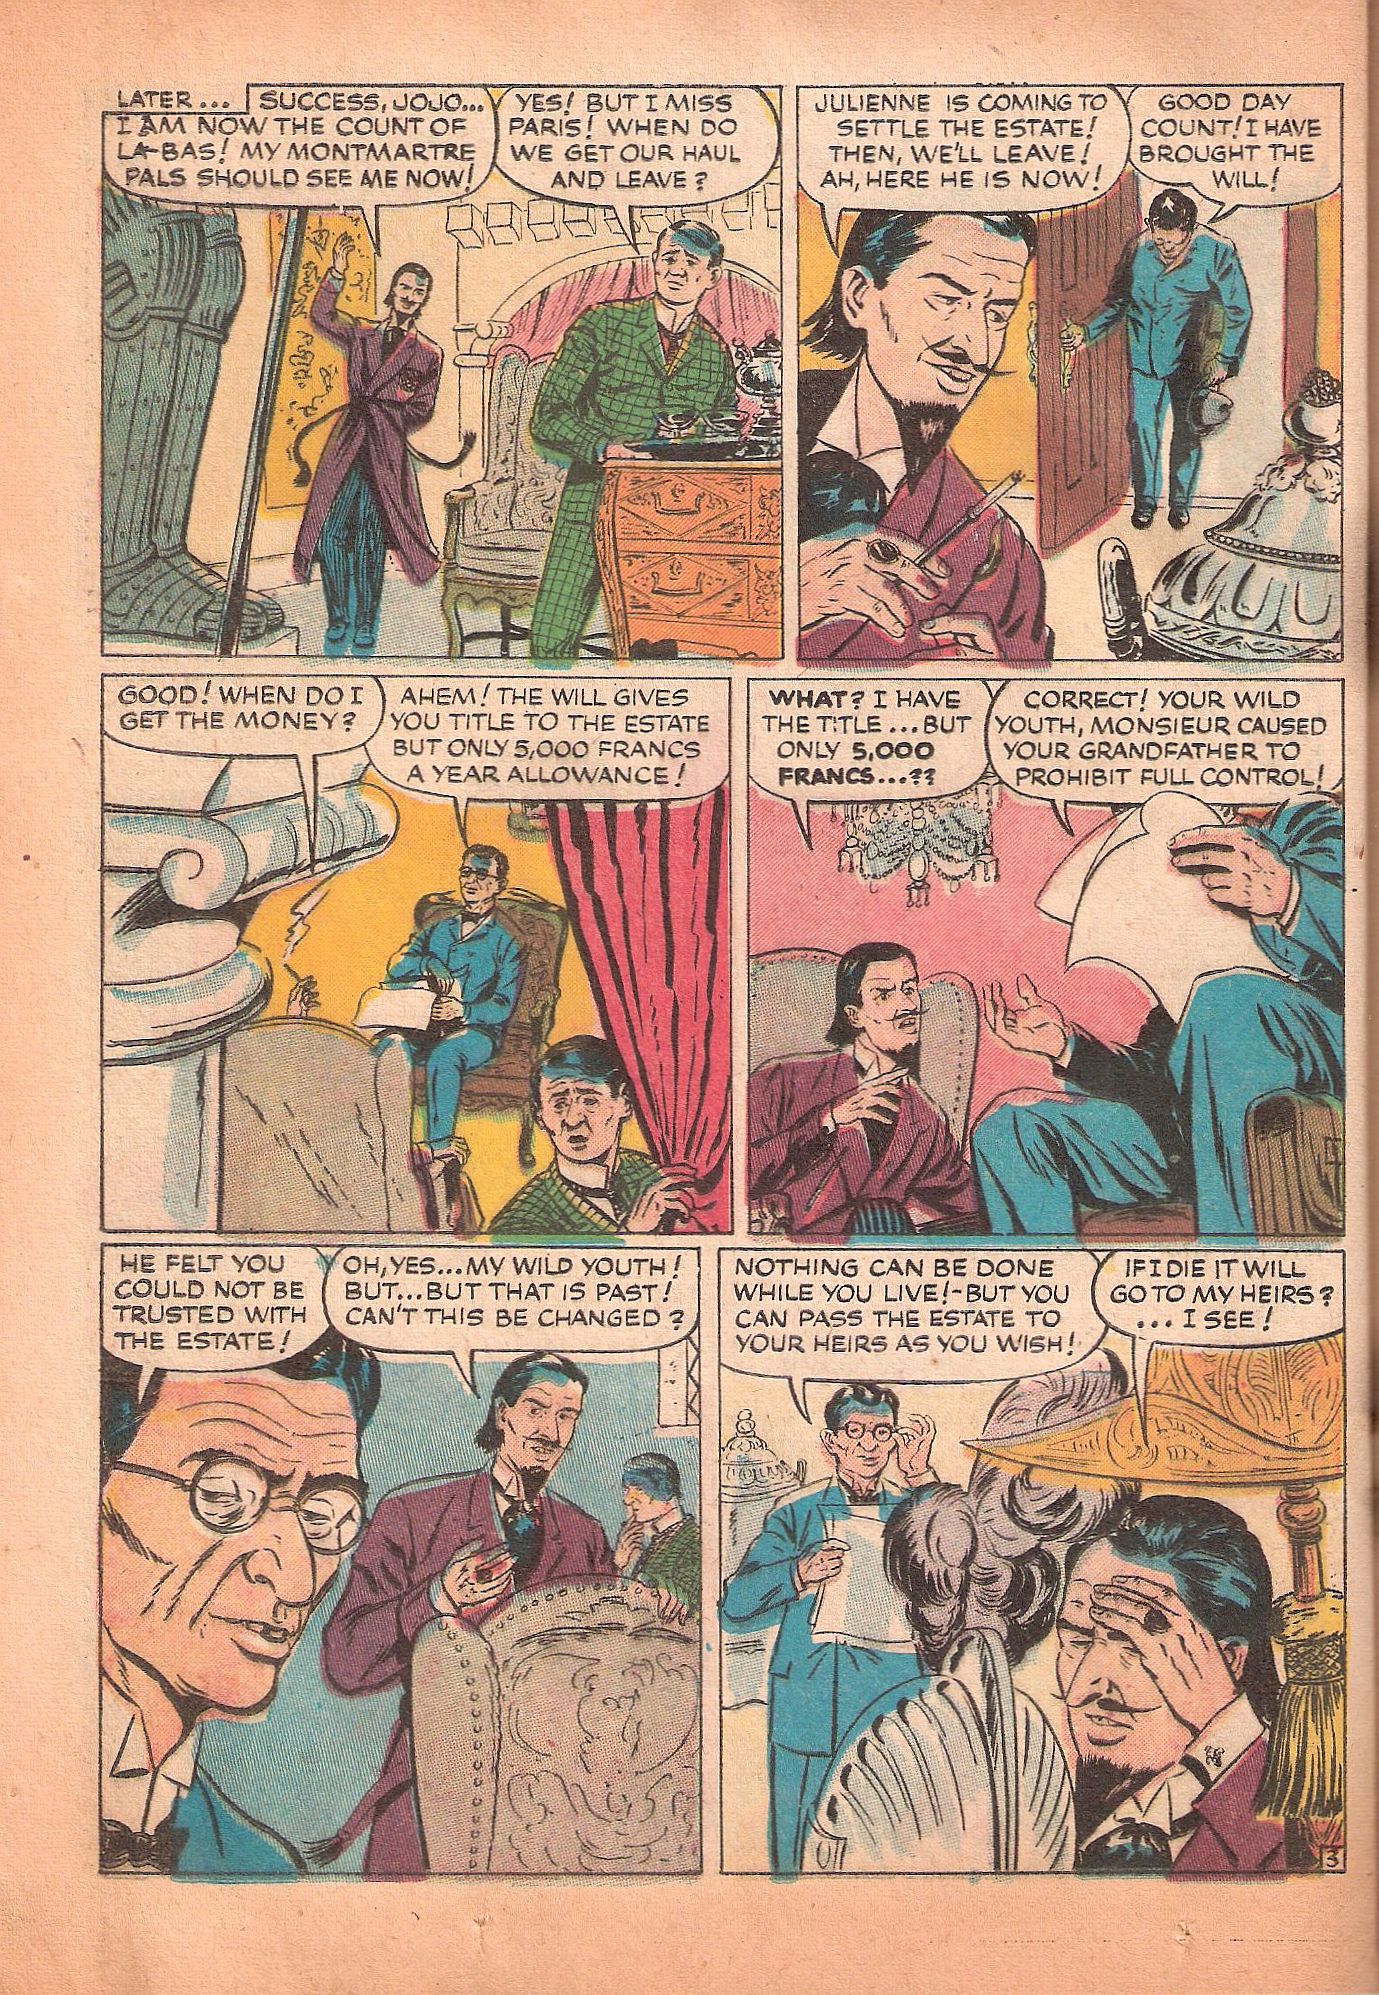 LATER...
SUCCESS, JOJO...
I AM NOW THE COUNT OF
LA-BAS! MY MONTMARTRE
PALS SHOULD SEE ME NOW!
YES! BUT I MISS
PARIS! WHEN DO
WE GET OUR HAUL
AND LEAVE?
JULIENNE IS COMING TO
SETTLE THE ESTATE!
THEN, WE'LL LEAVE!
AH, HERE HE IS NOW!
GOOD DAY
COUNT! I HAVE
BROUGHT THE
WILL!
GOOD! WHEN DO I
GET THE MONEY?
AHEM! THE WILL GIVES
YOU TITLE TO THE ESTATE
BUT ONLY 5,000 FRANCS
A YEAR ALLOWANCE!
WHAT? I HAVE
THE TITLE...BUT
ONLY 5,000
FRANCS...??
CORRECT! YOUR WILD
YOUTH, MONSIEUR CAUSED
YOUR GRANDFATHER TO
PROHIBIT FULL CONTROL!
HE FELT YOU
COULD NOT BE
TRUSTED WITH
THE ESTATE!
OH, YES...MY WILD YOUTH!
BUT...BUT THAT IS PAST!
CAN'T THIS BE CHANGED?
NOTHING CAN BE DONE
WHILE YOU LIVE!-BUT YOU
CAN PASS THE ESTATE TO
YOUR HEIRS AS YOU WISH!
IF I DIE IT WILL
GO TO MY HEIRS?
...I SEE!
3